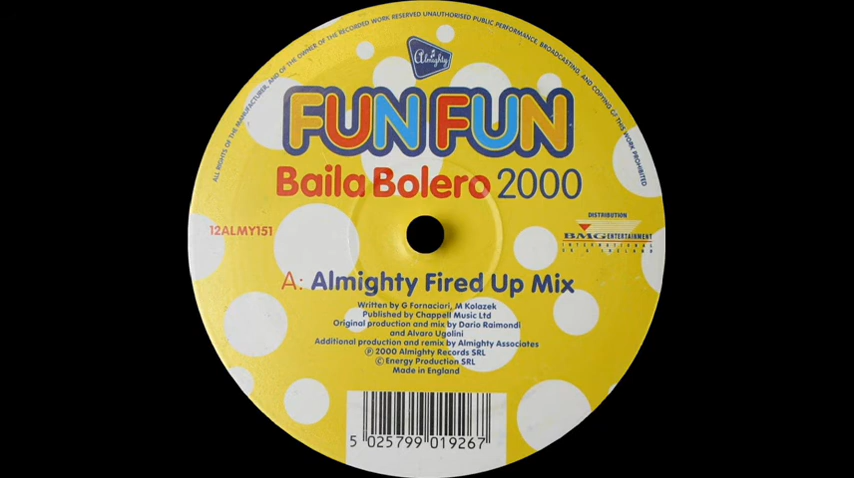 ALL RIGHTS OF THE MANUFACTURER, AND OF THE OWNER OF THE RECORDED WORK RESERVED UNAUTHORISED PUBLIC PERFORMANCE, BROADCASTING, AND COPYING OF THIS WORK PROHIBITED
Almighty
FUN FUN
Baila Bolero 2000
DISTRIBUTION
BMG ENTERTAINMENT
INTERNATIONAL
UK & IRELAND
12ALMY151
A: Almighty Fired Up Mix
Written by G Fornaciari, M Kolazek
Published by Chappell Music Ltd
Original production and mix by Dario Raimondi
and Alvaro Ugolini
Additional production and remix by Almighty Associates
℗ 2000 Almighty Records SRL
© Energy Production SRL
Made in England
5 025799 019267